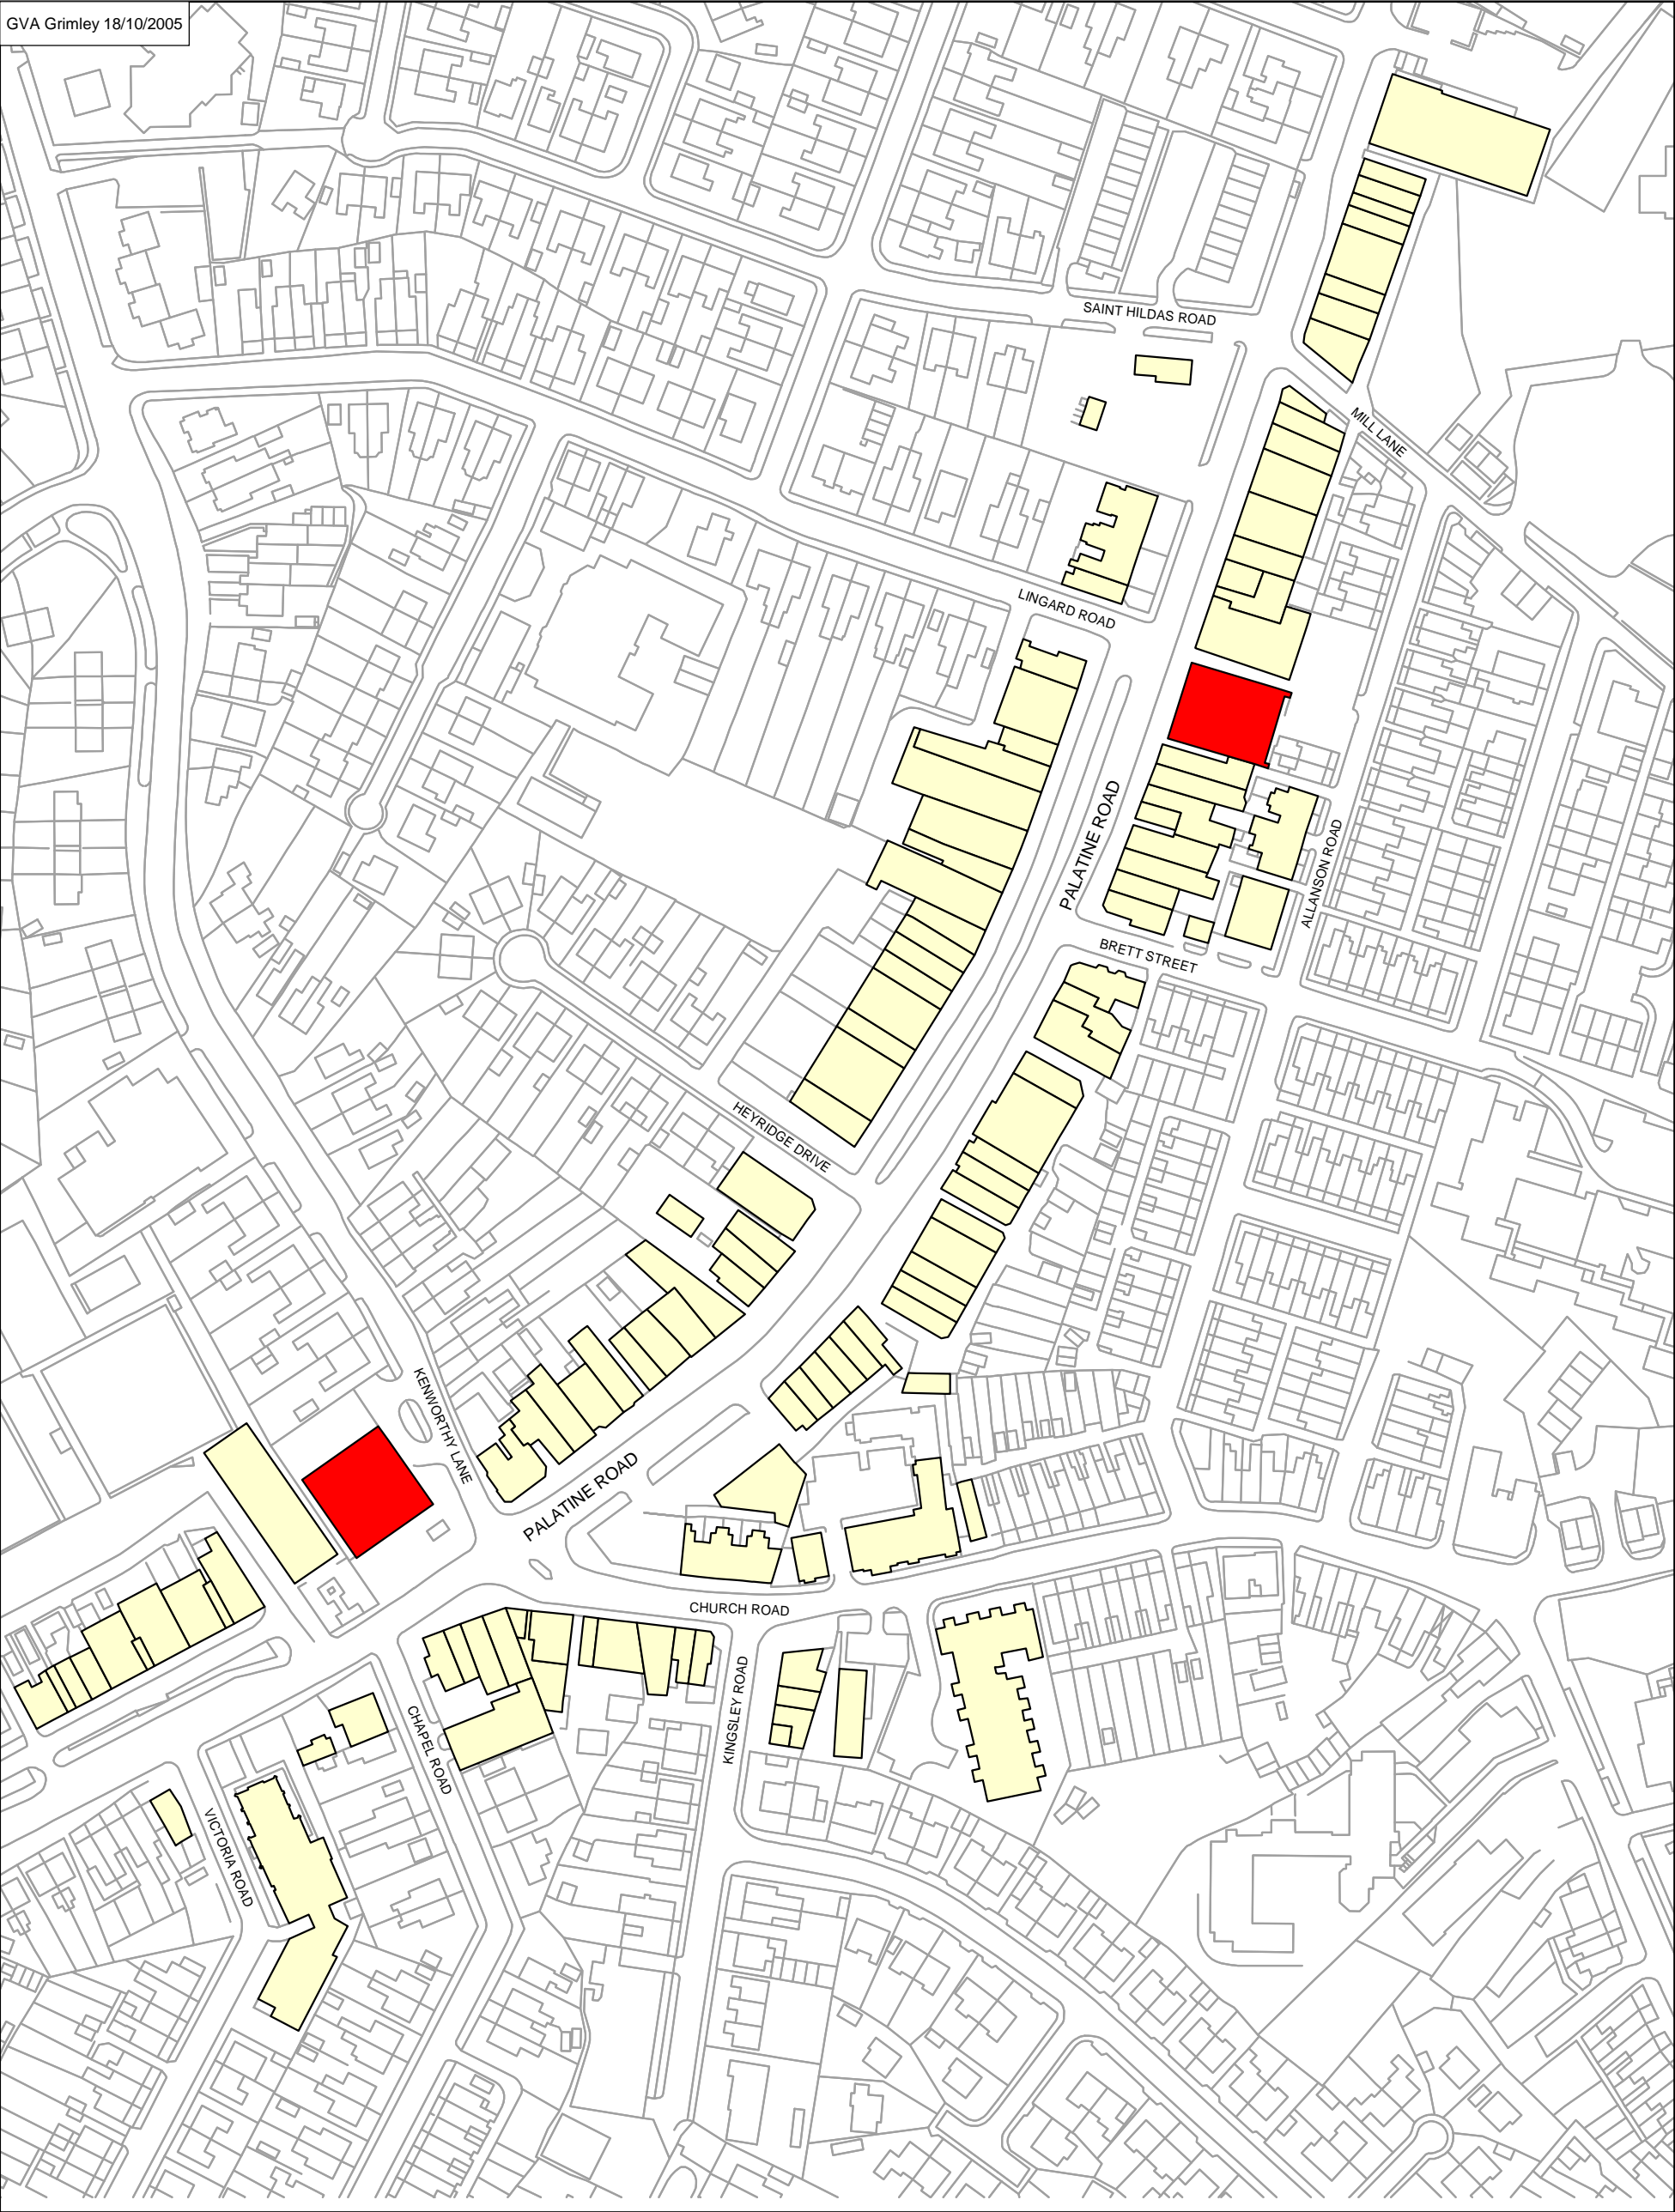 GVA Grimley 18/10/2005
SAINT HILDAS ROAD
MILL LANE
LINGARD ROAD
PALATINE ROAD
ALLANSON ROAD
BRETT STREET
HEYRIDGE DRIVE
KENWORTHY LANE
PALATINE ROAD
CHURCH ROAD
KINGSLEY ROAD
CHAPEL ROAD
VICTORIA ROAD